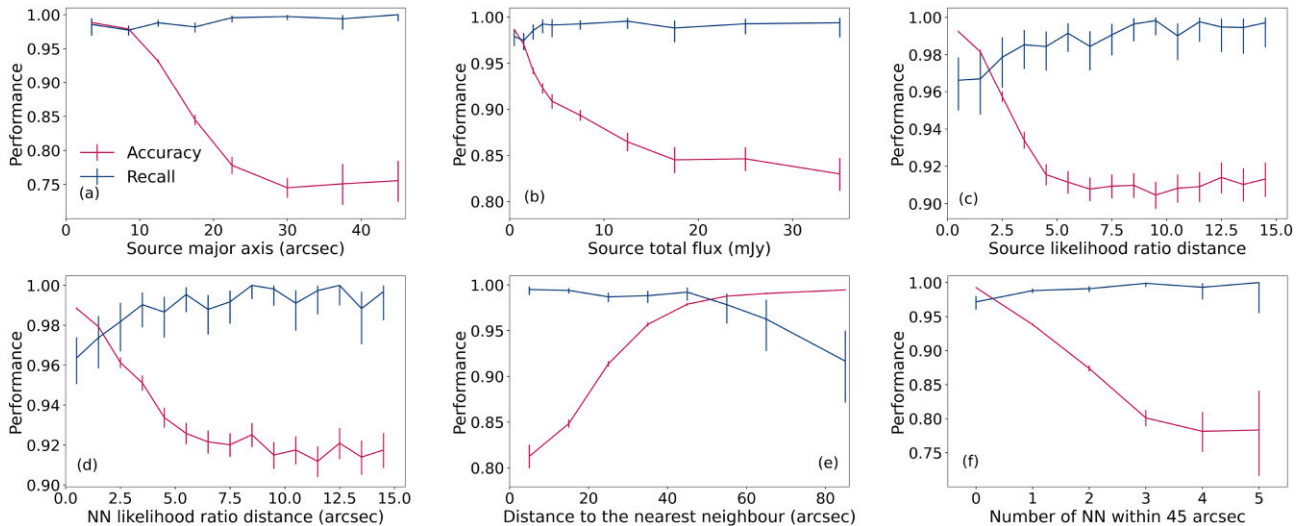 1.00
0.95
0.90
0.85
0.80
0.75
Performance
Accuracy
Recall
(a)
0 10 20 30 40
Source major axis (arcsec)
1.00
0.95
0.90
0.85
0.80
Performance
(b)
0 10 20 30
Source total flux (mJy)
1.00
0.98
0.96
0.94
0.92
0.90
Performance
(c)
0.0 2.5 5.0 7.5 10.0 12.5 15.0
Source likelihood ratio distance
1.00
0.98
0.96
0.94
0.92
0.90
Performance
(d)
0.0 2.5 5.0 7.5 10.0 12.5 15.0
NN likelihood ratio distance (arcsec)
1.00
0.95
0.90
0.85
0.80
Performance
(e)
0 20 40 60 80
Distance to the nearest neighbour (arcsec)
1.00
0.95
0.90
0.85
0.80
0.75
Performance
(f)
0 1 2 3 4 5
Number of NN within 45 arcsec